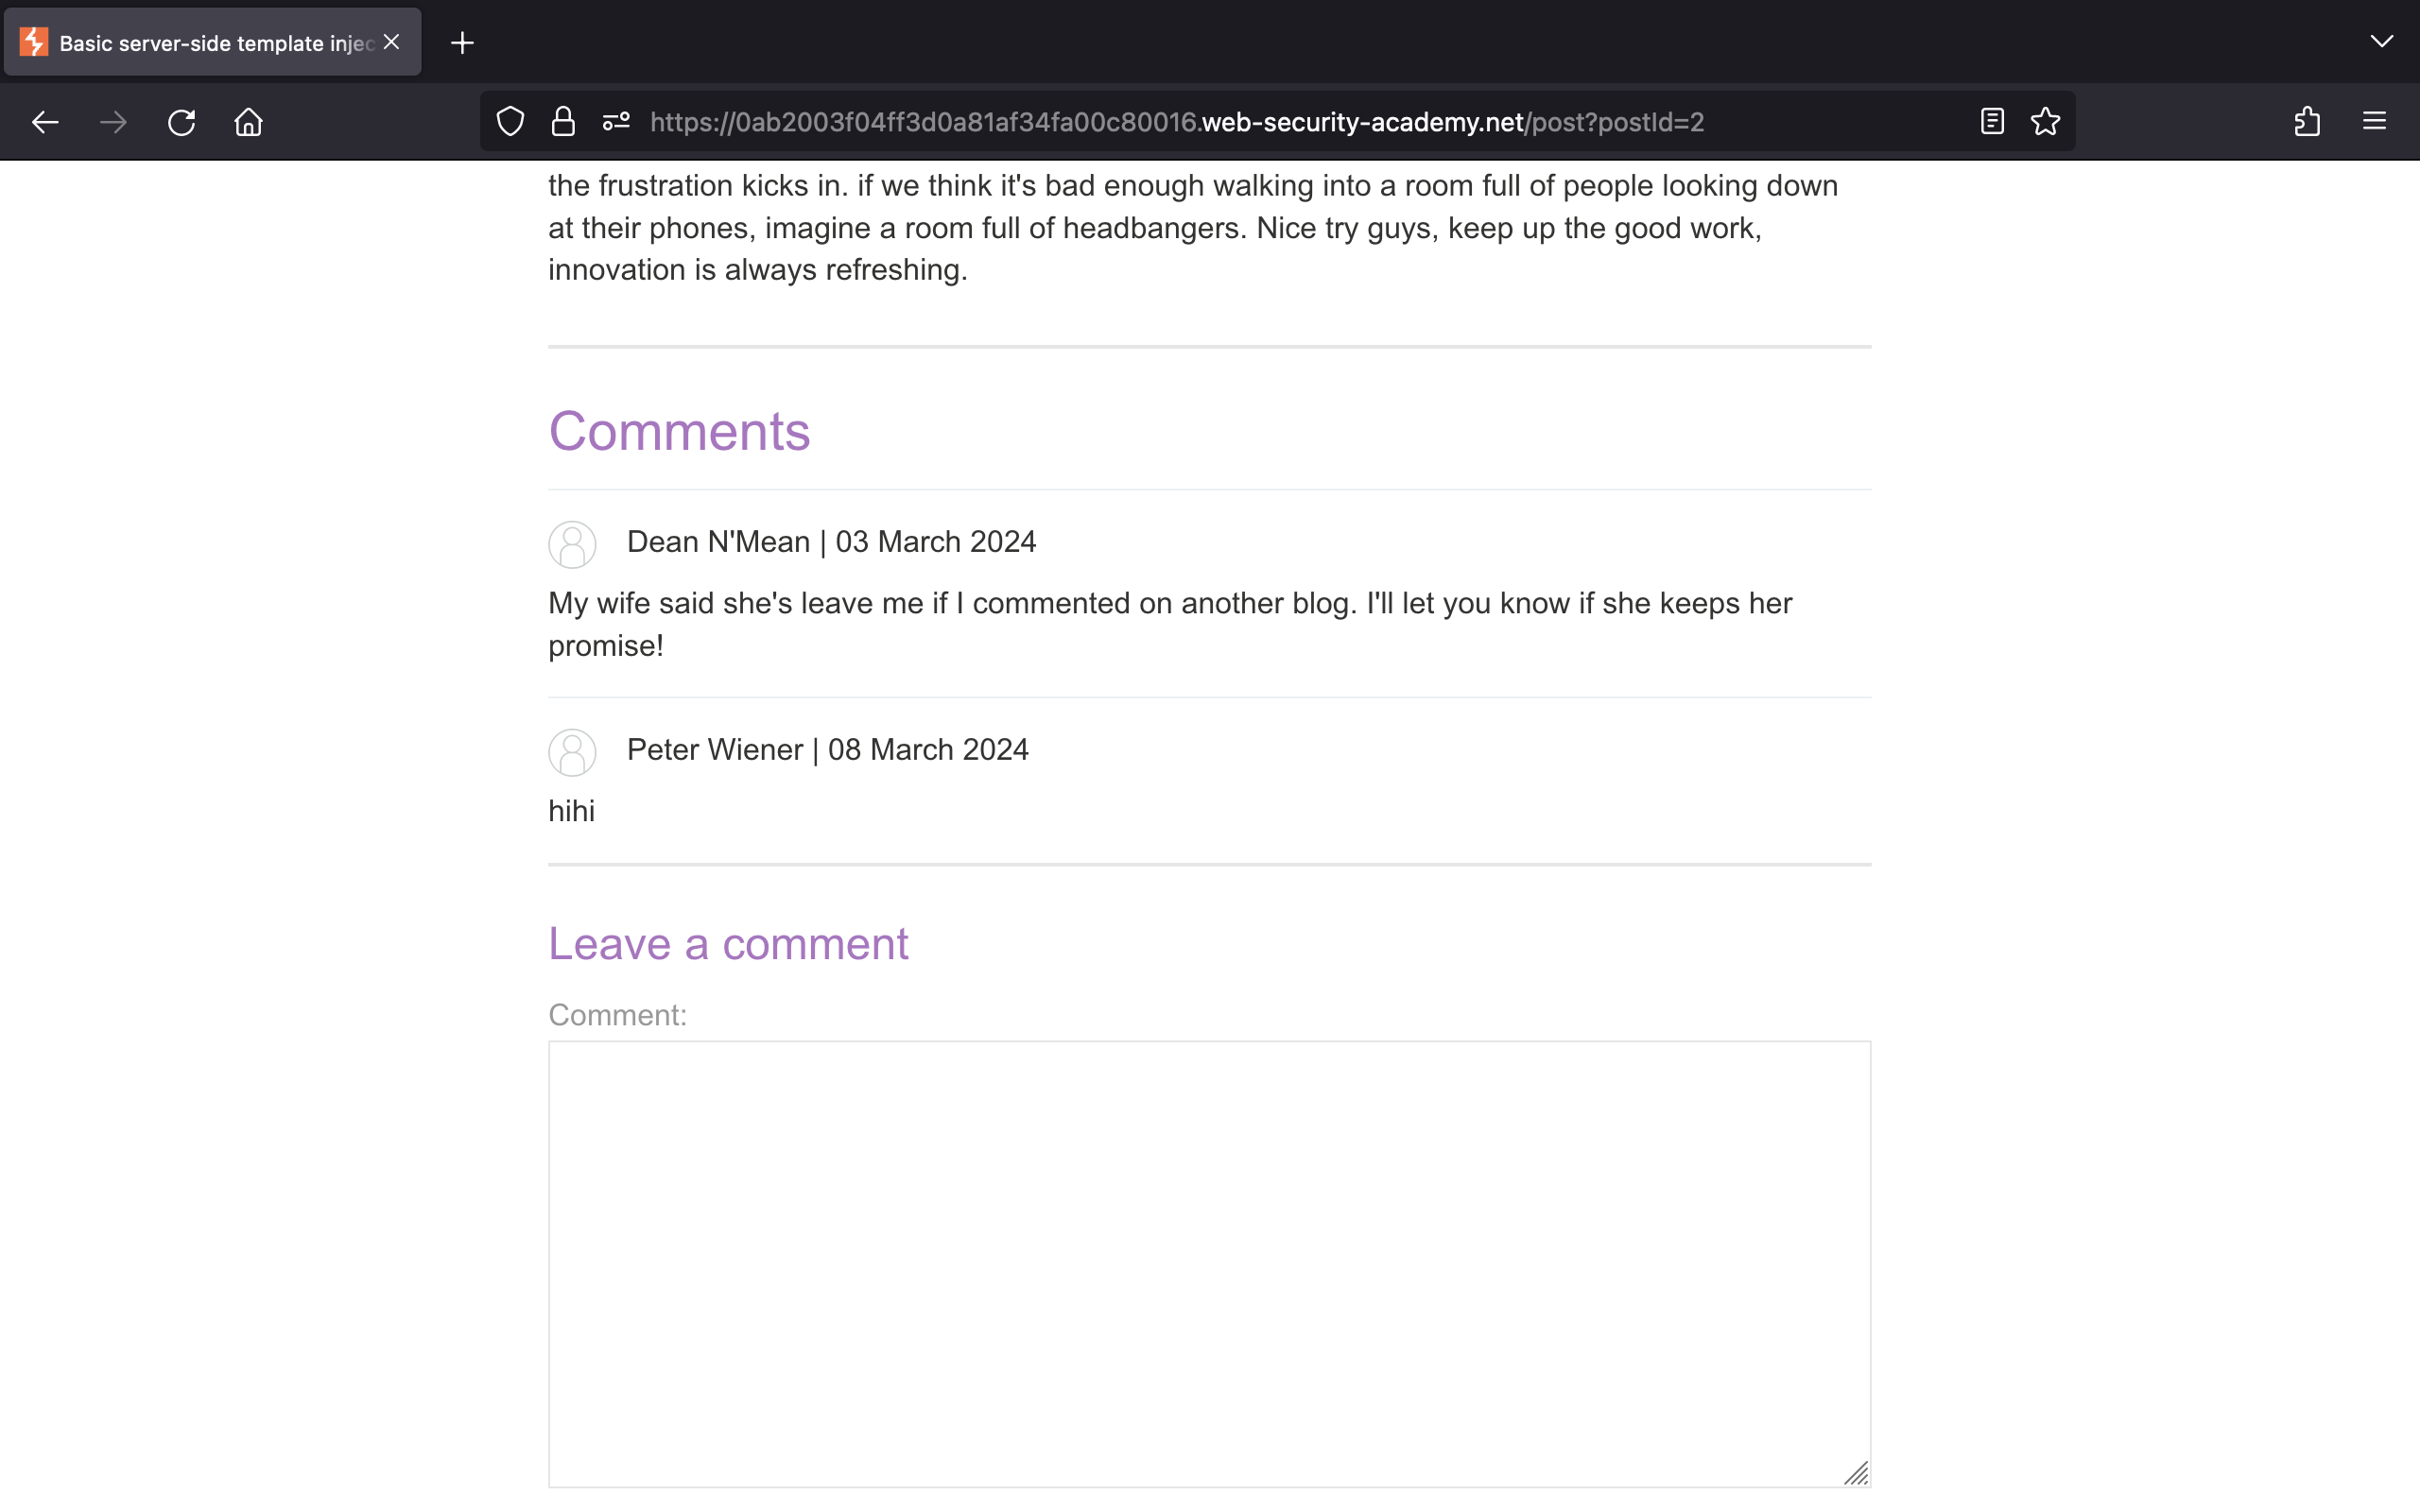 Basic server-side template injec
https://0ab2003f04ff3d0a81af34fa00c80016.web-security-academy.net/post?postId=2
the frustration kicks in. if we think it's bad enough walking into a room full of people looking down
at their phones, imagine a room full of headbangers. Nice try guys, keep up the good work,
innovation is always refreshing.
Comments
Dean N'Mean | 03 March 2024
My wife said she's leave me if I commented on another blog. I'll let you know if she keeps her
promise!
Peter Wiener | 08 March 2024
hihi
Leave a comment
Comment: